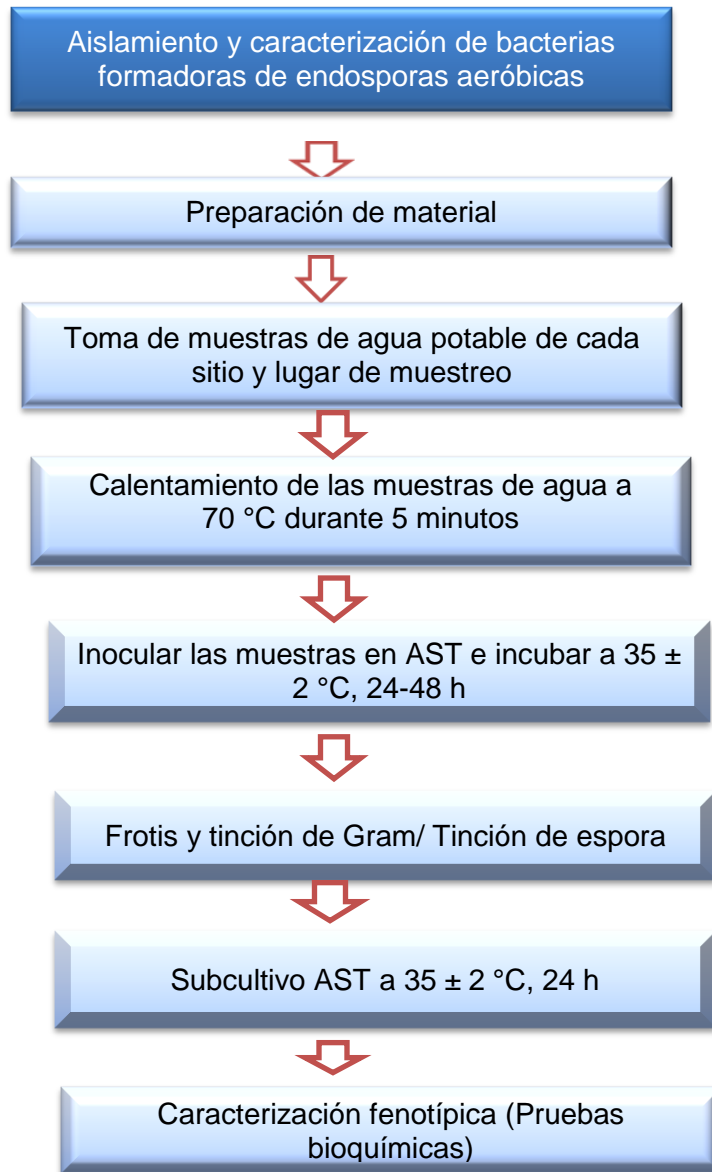 Aislamiento y caracterización de bacterias
formadoras de endosporas aeróbicas
Preparación de material
Toma de muestras de agua potable de cada
sitio y lugar de muestreo
Calentamiento de las muestras de agua a
70 °C durante 5 minutos
Inocular las muestras en AST e incubar a 35 ±
2 °C, 24-48 h
Frotis y tinción de Gram/ Tinción de espora
Subcultivo AST a 35 ± 2 °C, 24 h
Caracterización fenotípica (Pruebas
bioquímicas)